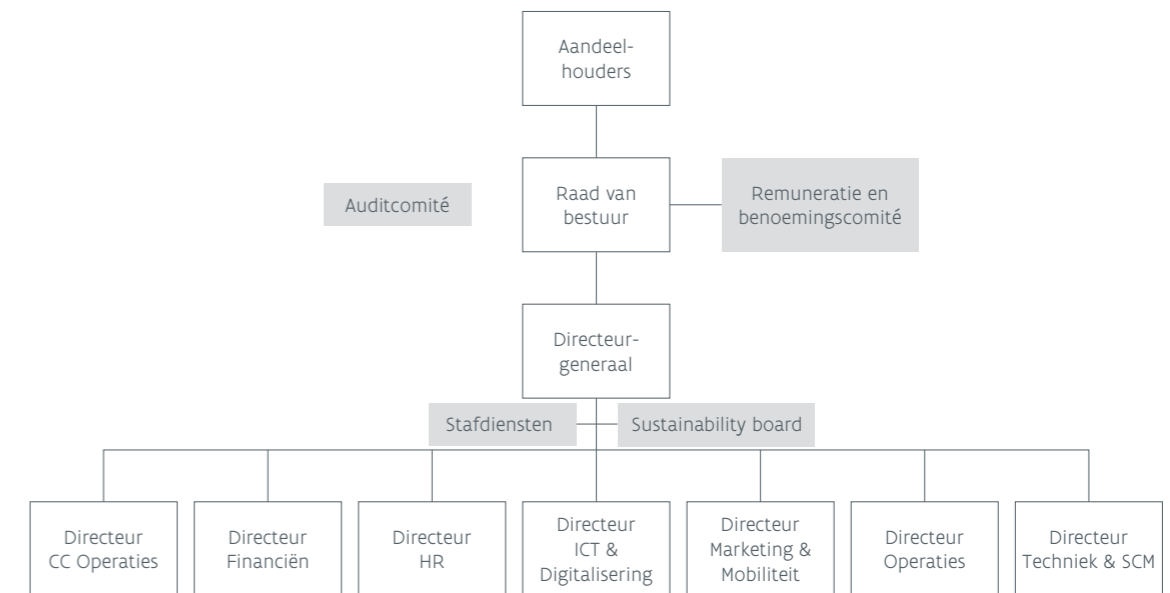 Aandeel-
houders
Auditcomité
Raad van
bestuur
Remuneratie en
benoemingscomité
Directeur-
generaal
Stafdiensten
Sustainability board
Directeur
CC Operaties
Directeur
Financiën
Directeur
HR
Directeur
ICT &
Digitalisering
Directeur
Marketing &
Mobiliteit
Directeur
Operaties
Directeur
Techniek & SCM